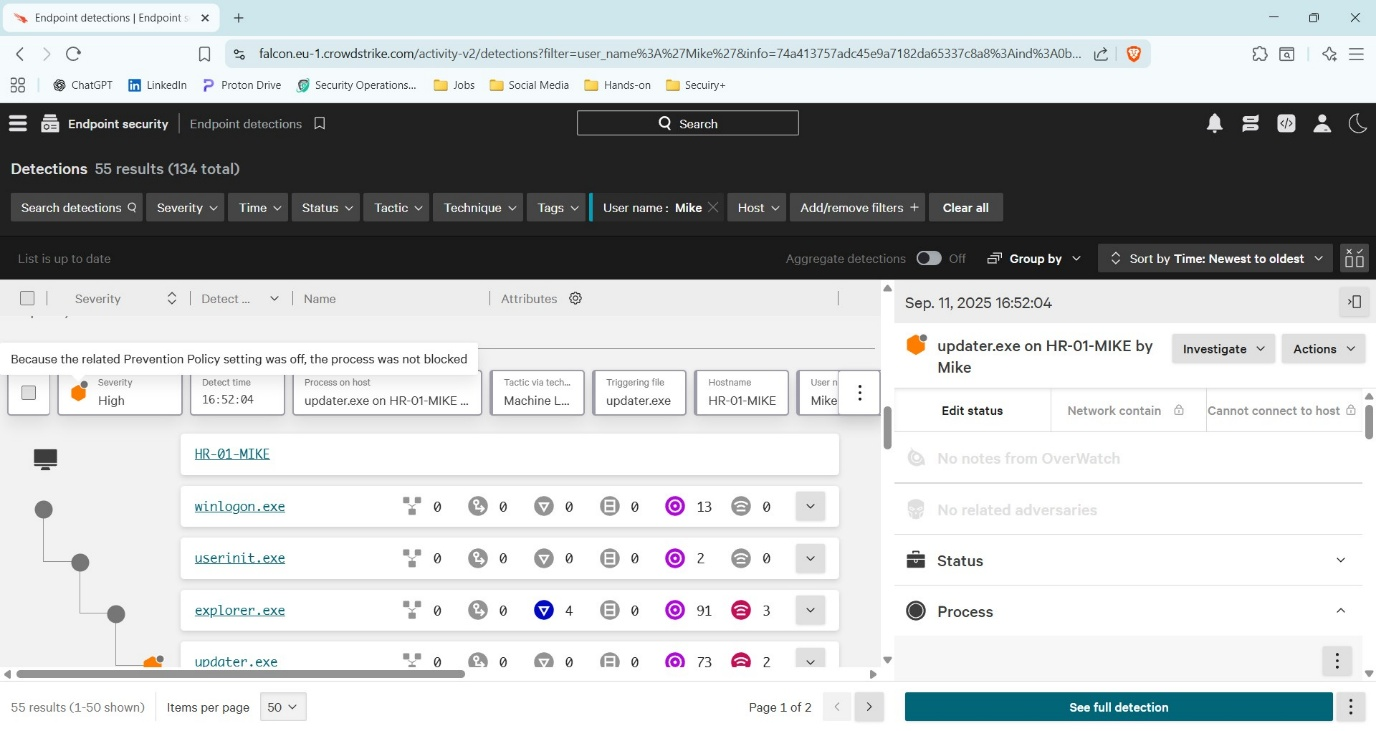 Endpoint detections | Endpoint s
falcon.eu-1.crowdstrike.com/activity-v2/detections?filter=user_name%3A%27Mike%27&info=74a413757adc45e9a7182da65337c8a8%3Aind%3A0b...
ChatGPT LinkedIn Proton Drive Security Operations... Jobs Social Media Hands-on Secuiry+
Endpoint security Endpoint detections Search
Detections 55 results (134 total)
Search detections Severity Time Status Tactic Technique Tags User name : Mike Host Add/remove filters + Clear all
List is up to date Aggregate detections Off Group by Sort by Time: Newest to oldest
Severity Detect ... Name Attributes
Because the related Prevention Policy setting was off, the process was not blocked
Severity Detect time Process on host Tactic via tech... Triggering file Hostname User n
High 16:52:04 updater.exe on HR-01-MIKE ... Machine L... updater.exe HR-01-MIKE Mike
HR-01-MIKE
winlogon.exe 0 0 0 0 13 0
userinit.exe 0 0 0 0 2 0
explorer.exe 0 0 4 0 91 3
updater.exe 0 0 0 0 73 2
55 results (1-50 shown) Items per page 50 Page 1 of 2
Sep. 11, 2025 16:52:04
updater.exe on HR-01-MIKE by
Mike
Investigate Actions
Edit status Network contain Cannot connect to host
No notes from OverWatch
No related adversaries
Status
Process
See full detection